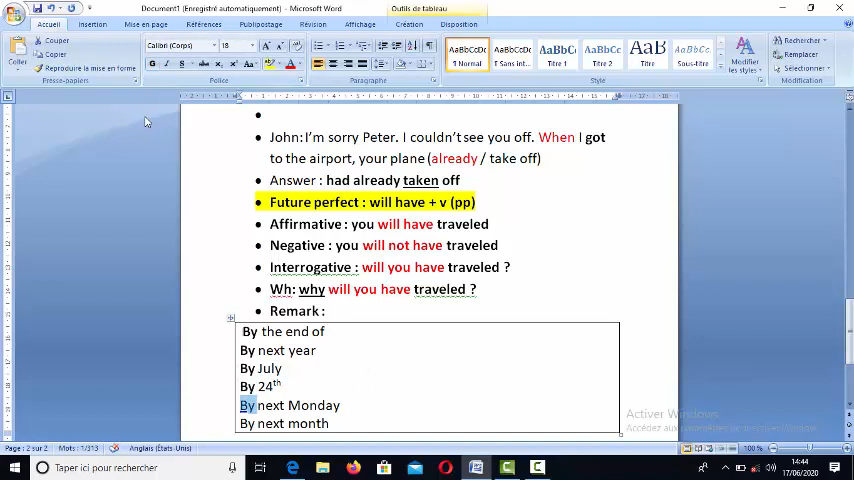 Document1 (Enregistré automatiquement) - Microsoft Word
Outils de tableau
Accueil Insertion Mise en page Références Publipostage Révision Affichage Création Disposition
Coller
Couper
Copier
Reproduire la mise en forme
Presse-papiers
Calibri (Corps) 18
Police
Paragraphe
AaBbCcDc AaBbCcDc AaBbC AaBbCc AaB AaBbCc.
¶ Normal ¶ Sans int... Titre 1 Titre 2 Titre Sous-titre
Modifier les styles
Style
Rechercher
Remplacer
Sélectionner
Modification
John: I'm sorry Peter. I couldn't see you off. When I got
to the airport, your plane (already / take off)
Answer : had already taken off
Future perfect : will have + v (pp)
Affirmative : you will have traveled
Negative : you will not have traveled
Interrogative : will you have traveled ?
Wh: why will you have traveled ?
Remark :
By the end of
By next year
By July
By 24th
By next Monday
By next month
Activer Windows
Accédez aux paramètres de l'ordinateur pour
Page : 2 sur 2 Mots : 1/313 Anglais (États-Unis) 100 %
Taper ici pour rechercher
14:44
17/06/2020